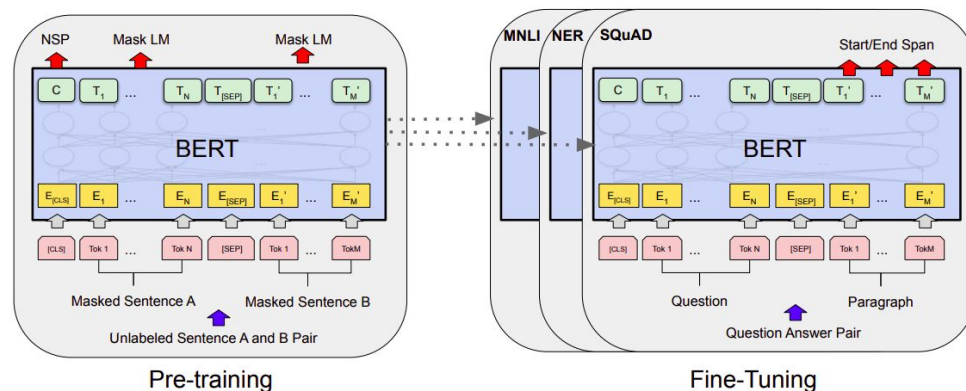 NSP Mask LM Mask LM
C T1 ... TN T[SEP] T1' ... TM'
BERT
E[CLS] E1 ... EN E[SEP] E1' ... EM'
[CLS] Tok 1 ... Tok N [SEP] Tok 1 ... TokM
Masked Sentence A Masked Sentence B
Unlabeled Sentence A and B Pair
Pre-training
MNLI NER SQuAD
Start/End Span
C T1 ... TN T[SEP] T1' ... TM'
BERT
E[CLS] E1 ... EN E[SEP] E1' ... EM'
[CLS] Tok 1 ... Tok N [SEP] Tok 1 ... TokM
Question Paragraph
Question Answer Pair
Fine-Tuning